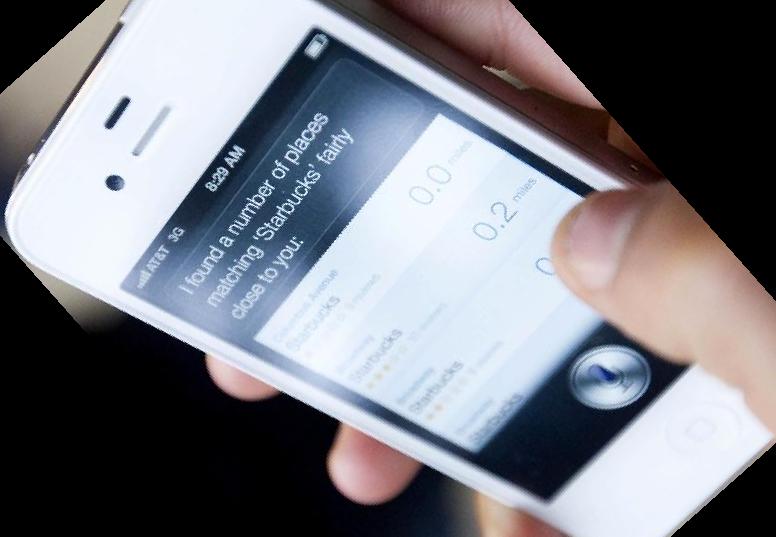 AT&T 3G 8:29 AM
I found a number of places
matching 'Starbucks' fairly
close to you:
Starbucks 0.0 miles
Starbucks 0.2 miles
Starbucks
Starbucks